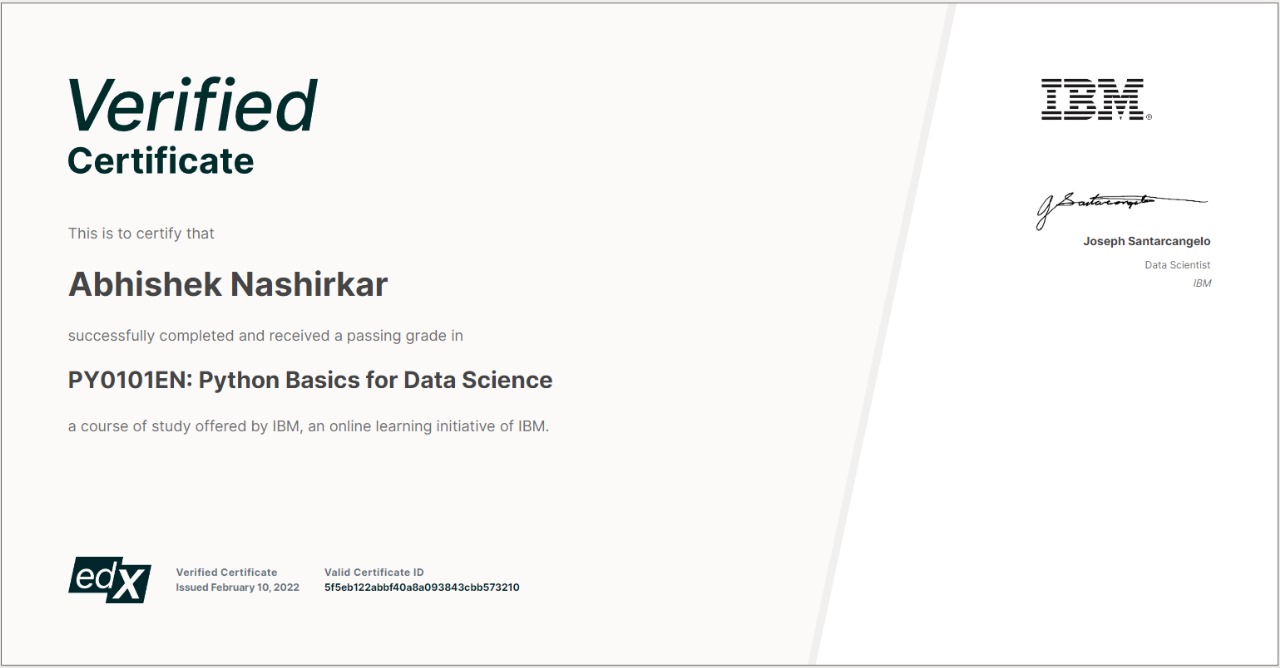 Verified
Certificate
This is to certify that
Abhishek Nashirkar
successfully completed and received a passing grade in
PY0101EN: Python Basics for Data Science
a course of study offered by IBM, an online learning initiative of IBM.
edX
Verified Certificate
Issued February 10, 2022
Valid Certificate ID
5f5eb122abbf40a8a093843cbb573210
IBM®
J Santarcangelo
Joseph Santarcangelo
Data Scientist
IBM